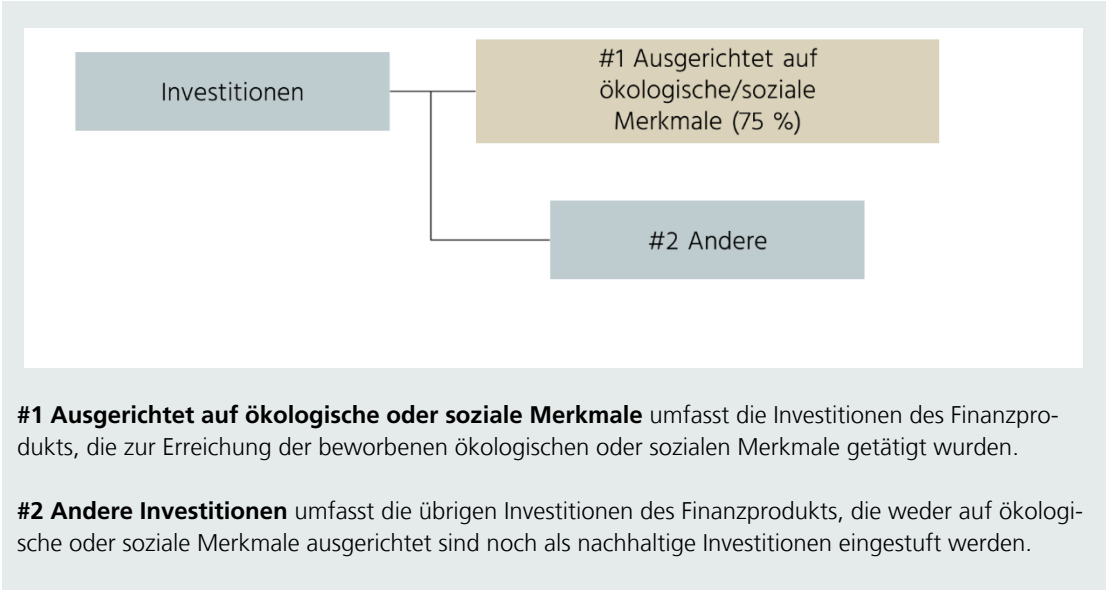 Investitionen
#1 Ausgerichtet auf
ökologische/soziale
Merkmale (75 %)
#2 Andere
#1 Ausgerichtet auf ökologische oder soziale Merkmale umfasst die Investitionen des Finanzpro-
dukts, die zur Erreichung der beworbenen ökologischen oder sozialen Merkmale getätigt wurden.
#2 Andere Investitionen umfasst die übrigen Investitionen des Finanzprodukts, die weder auf ökologi-
sche oder soziale Merkmale ausgerichtet sind noch als nachhaltige Investitionen eingestuft werden.